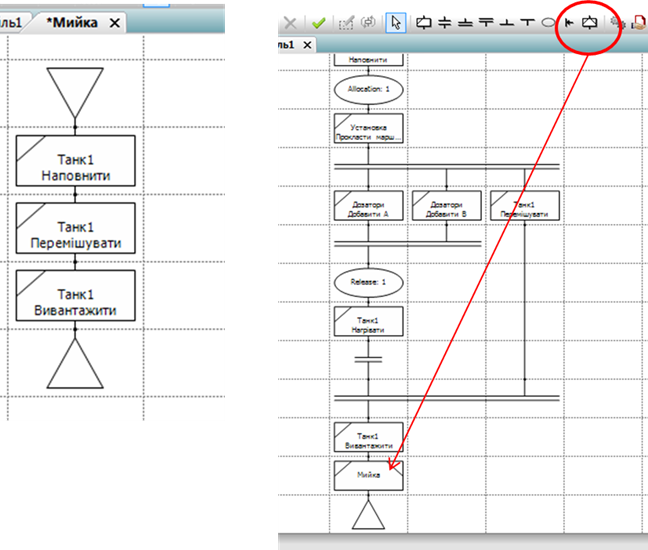 ль1
*Мийка
Танк1
Наповнити
Танк1
Перемішувати
Танк1
Вивантажити
ль1
Наповнити
Allocation: 1
Установка
Прокласти марш...
Дозатори
Добавити A
Дозатори
Добавити B
Танк1
Перемішувати
Release: 1
Танк1
Нагрівати
Танк1
Вивантажити
Мийка